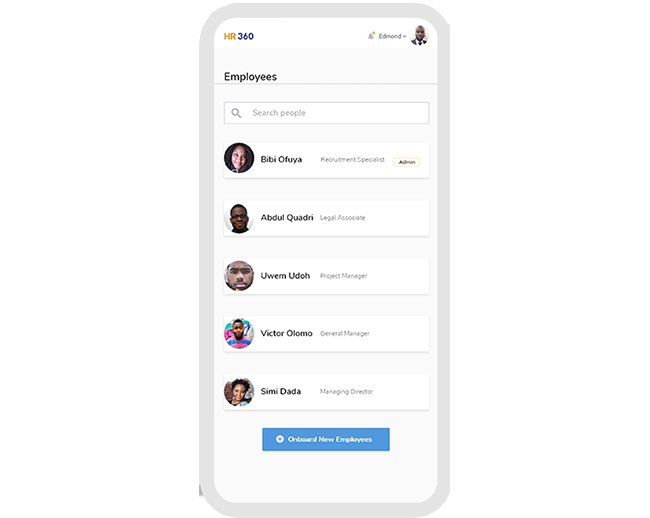 HR 360
Edmond
Employees
Search people
Bibi Ofuya Recruitment Specialist Admin
Abdul Quadri Legal Associate
Uwem Udoh Project Manager
Victor Olomo General Manager
Simi Dada Managing Director
Onboard New Employees